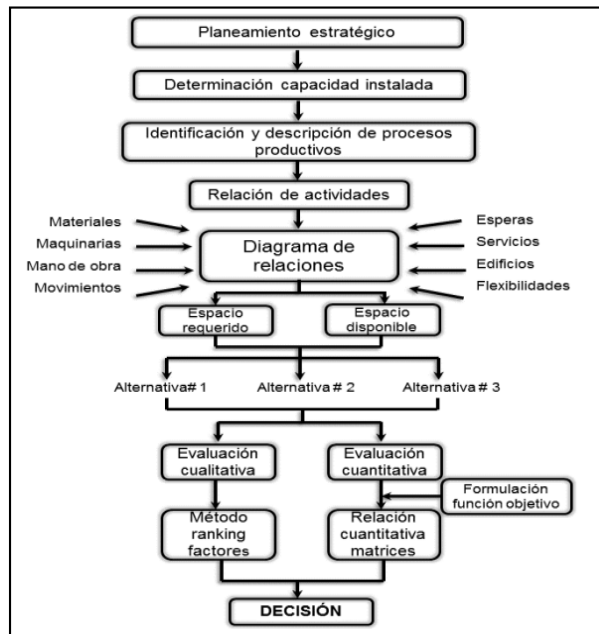 Planeamiento estratégico
Determinación capacidad instalada
Identificación y descripción de procesos
productivos
Relación de actividades
Materiales
Maquinarias
Mano de obra
Movimientos
Diagrama de
relaciones
Esperas
Servicios
Edificios
Flexibilidades
Espacio
requerido
Espacio
disponible
Alternativa# 1
Alternativa # 2
Alternativa # 3
Evaluación
cualitativa
Evaluación
cuantitativa
Formulación
función objetivo
Método
ranking
factores
Relación
cuantitativa
matrices
DECISIÓN